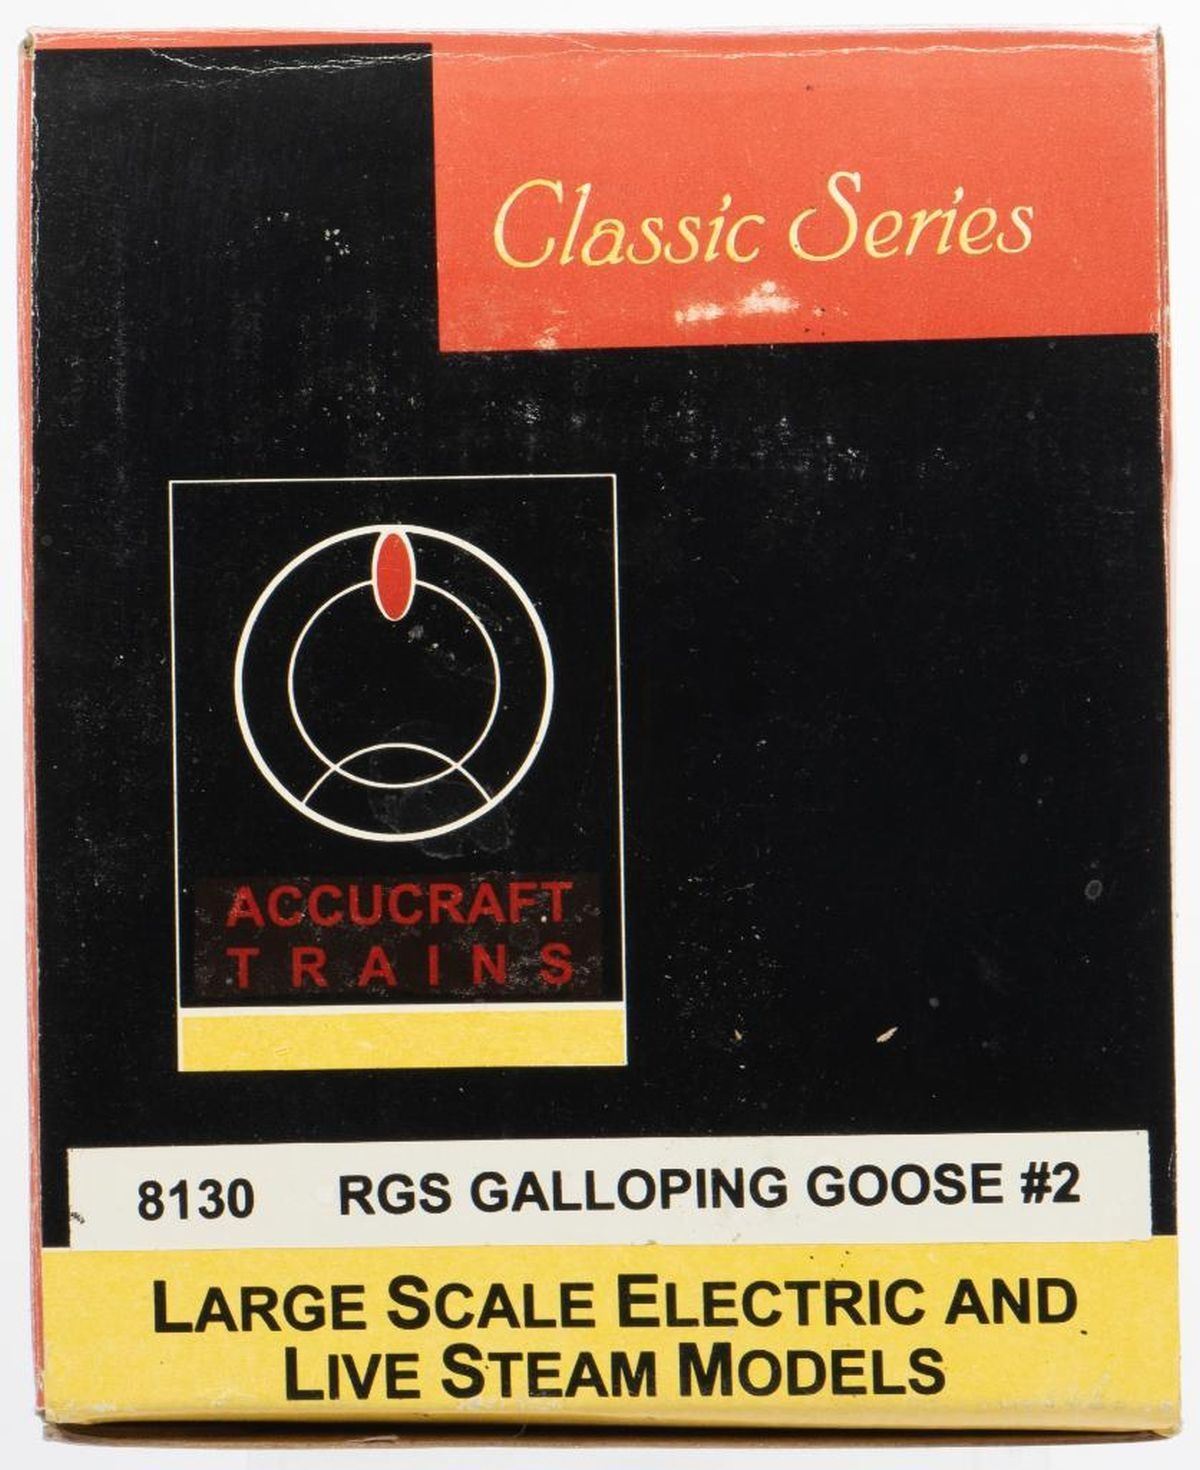 Classic Series
ACCUCRAFT
TRAINS
8130 RGS GALLOPING GOOSE #2
LARGE SCALE ELECTRIC AND
LIVE STEAM MODELS